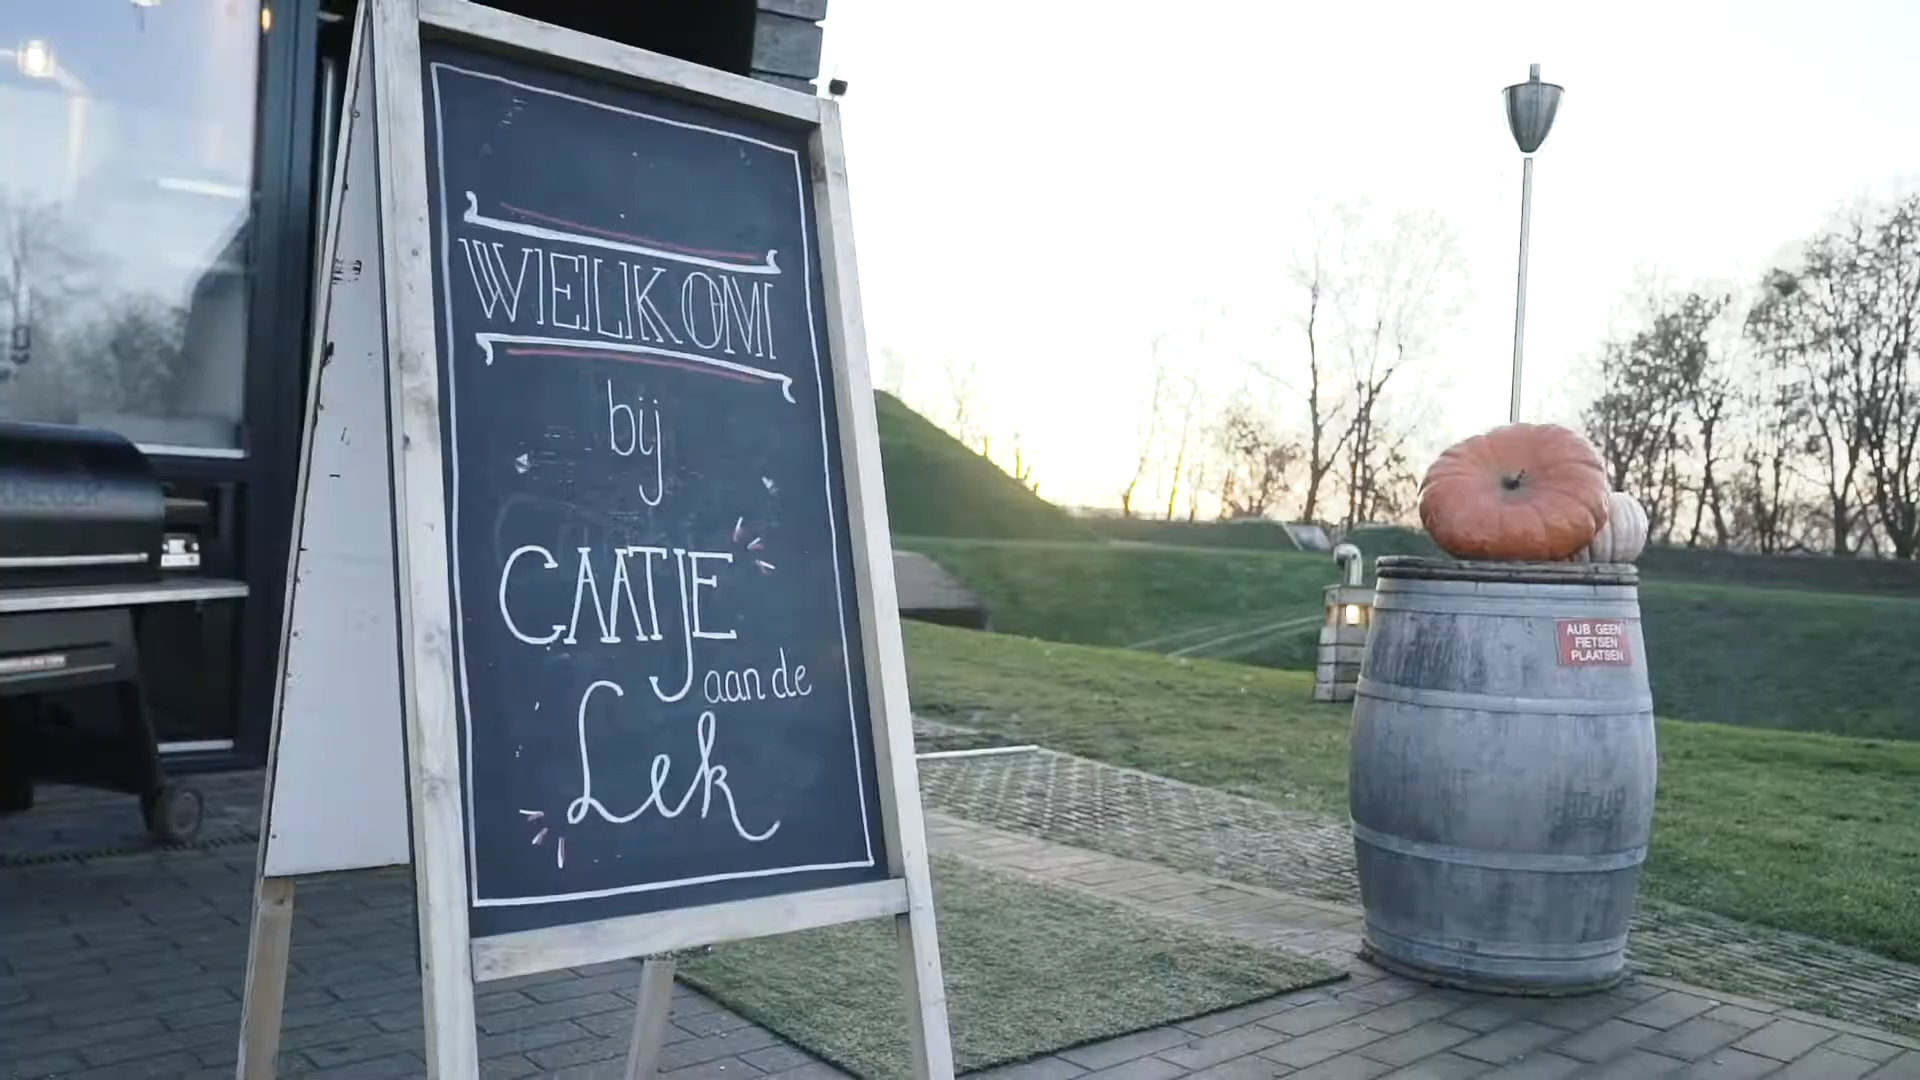 WELKOM
bij
CAATJE
aan de
Lek
AUB GEEN
FIETSEN
PLAATSEN